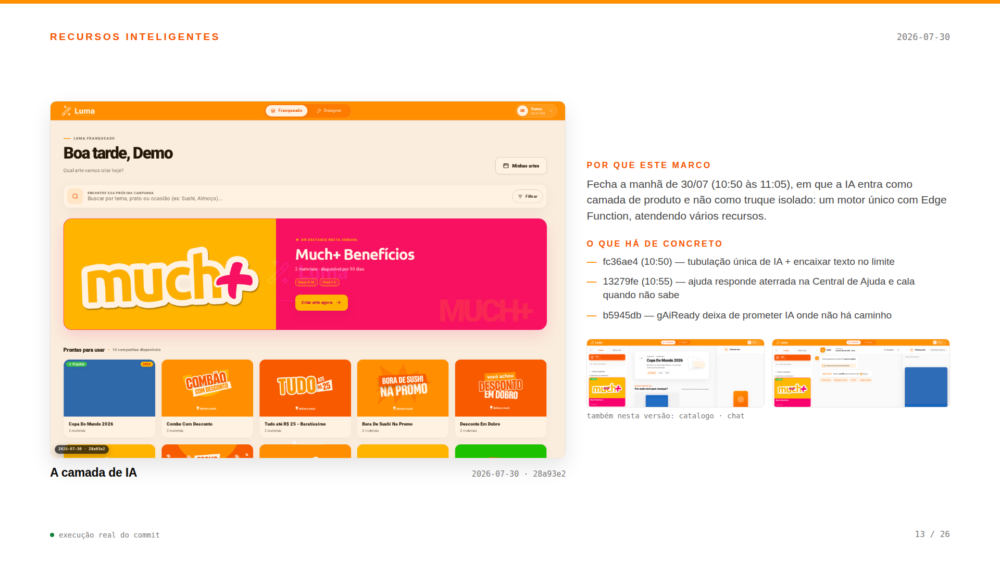 RECURSOS INTELIGENTES
2026-07-30
Luma
Franqueado
Designer
DE
Demo
GESTÃO
LUMA FRANQUEADO
Boa tarde, Demo
Qual arte vamos criar hoje?
Minhas artes
ENCONTRE SUA PRÓXIMA CAMPANHA
Buscar por tema, prato ou ocasião (ex: Sushi, Almoço)...
Filtrar
much+
EM DESTAQUE NESTA SEMANA
Much+ Benefícios
2 materiais · disponível por 90 dias
Luma
Story 9:16
Feed 1:1
Criar arte agora
MUCH+
Prontas para usar · 14 campanhas disponíveis
Popular
2026
COMBÃO
COM DESCONTO
delivery much
TUDO ATÉ R$ 25
delivery much
BORA DE SUSHI
NA PROMO
delivery much
você achou
DESCONTO
EM DOBRO
delivery much
Copa Do Mundo 2026
2 materiais
Combo Com Desconto
2 materiais
Tudo até R$ 25 - Baratíssimo
2 materiais
Bora De Sushi Na Promo
2 materiais
Desconto Em Dobro
2 materiais
2026-07-30 · 28a93e2
PROMO
A camada de IA
2026-07-30 · 28a93e2
POR QUE ESTE MARCO
Fecha a manhã de 30/07 (10:50 às 11:05), em que a IA entra como
camada de produto e não como truque isolado: um motor único com Edge
Function, atendendo vários recursos.
O QUE HÁ DE CONCRETO
— fc36ae4 (10:50) — tubulação única de IA + encaixar texto no limite
— 13279fe (10:55) — ajuda responde aterrada na Central de Ajuda e cala
quando não sabe
— b5945db — gAiReady deixa de prometer IA onde não há caminho
Luma
Copa Do Mundo 2026
Por onde você quer começar?
much+
Luma
much+
também nesta versão: catalogo · chat
execução real do commit
13 / 26